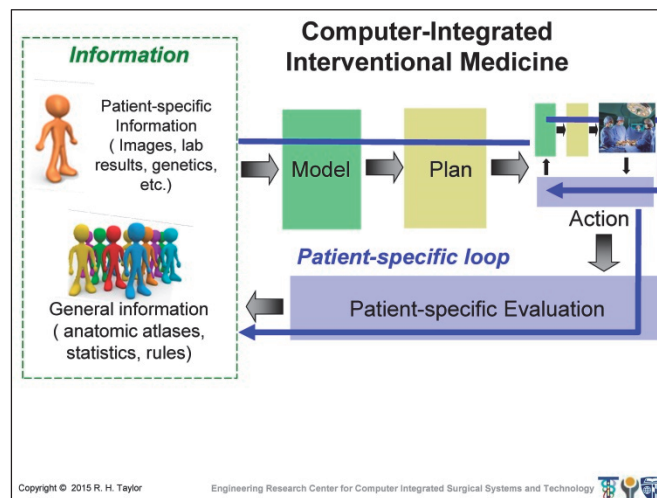 Computer-Integrated
Interventional Medicine
Information
Patient-specific
Information
( Images, lab
results, genetics,
etc.)
General information
( anatomic atlases,
statistics, rules)
Model
Plan
Action
Patient-specific loop
Patient-specific Evaluation
Copyright © 2015 R. H. Taylor
Engineering Research Center for Computer Integrated Surgical Systems and Technology